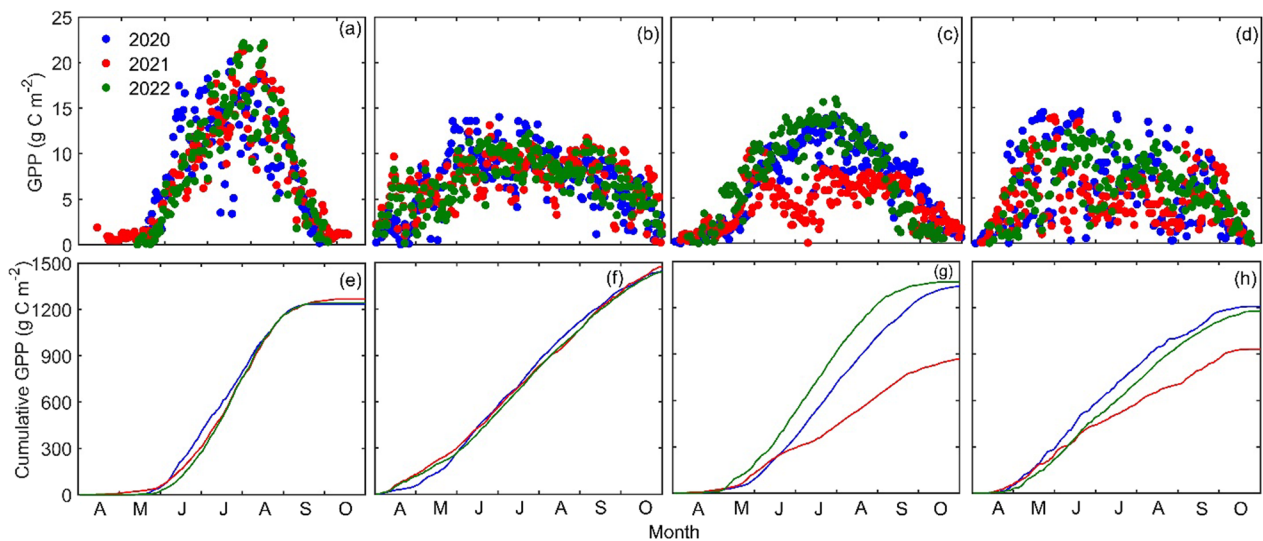 25
20
15
10
5
0
GPP (g C m⁻²)
2020
2021
2022
(a)
(b)
(c)
(d)
1500
1200
900
600
300
0
Cumulative GPP (g C m⁻²)
(e)
(f)
(g)
(h)
A M J J A S O
A M J J A S O
A M J J A S O
A M J J A S O
Month